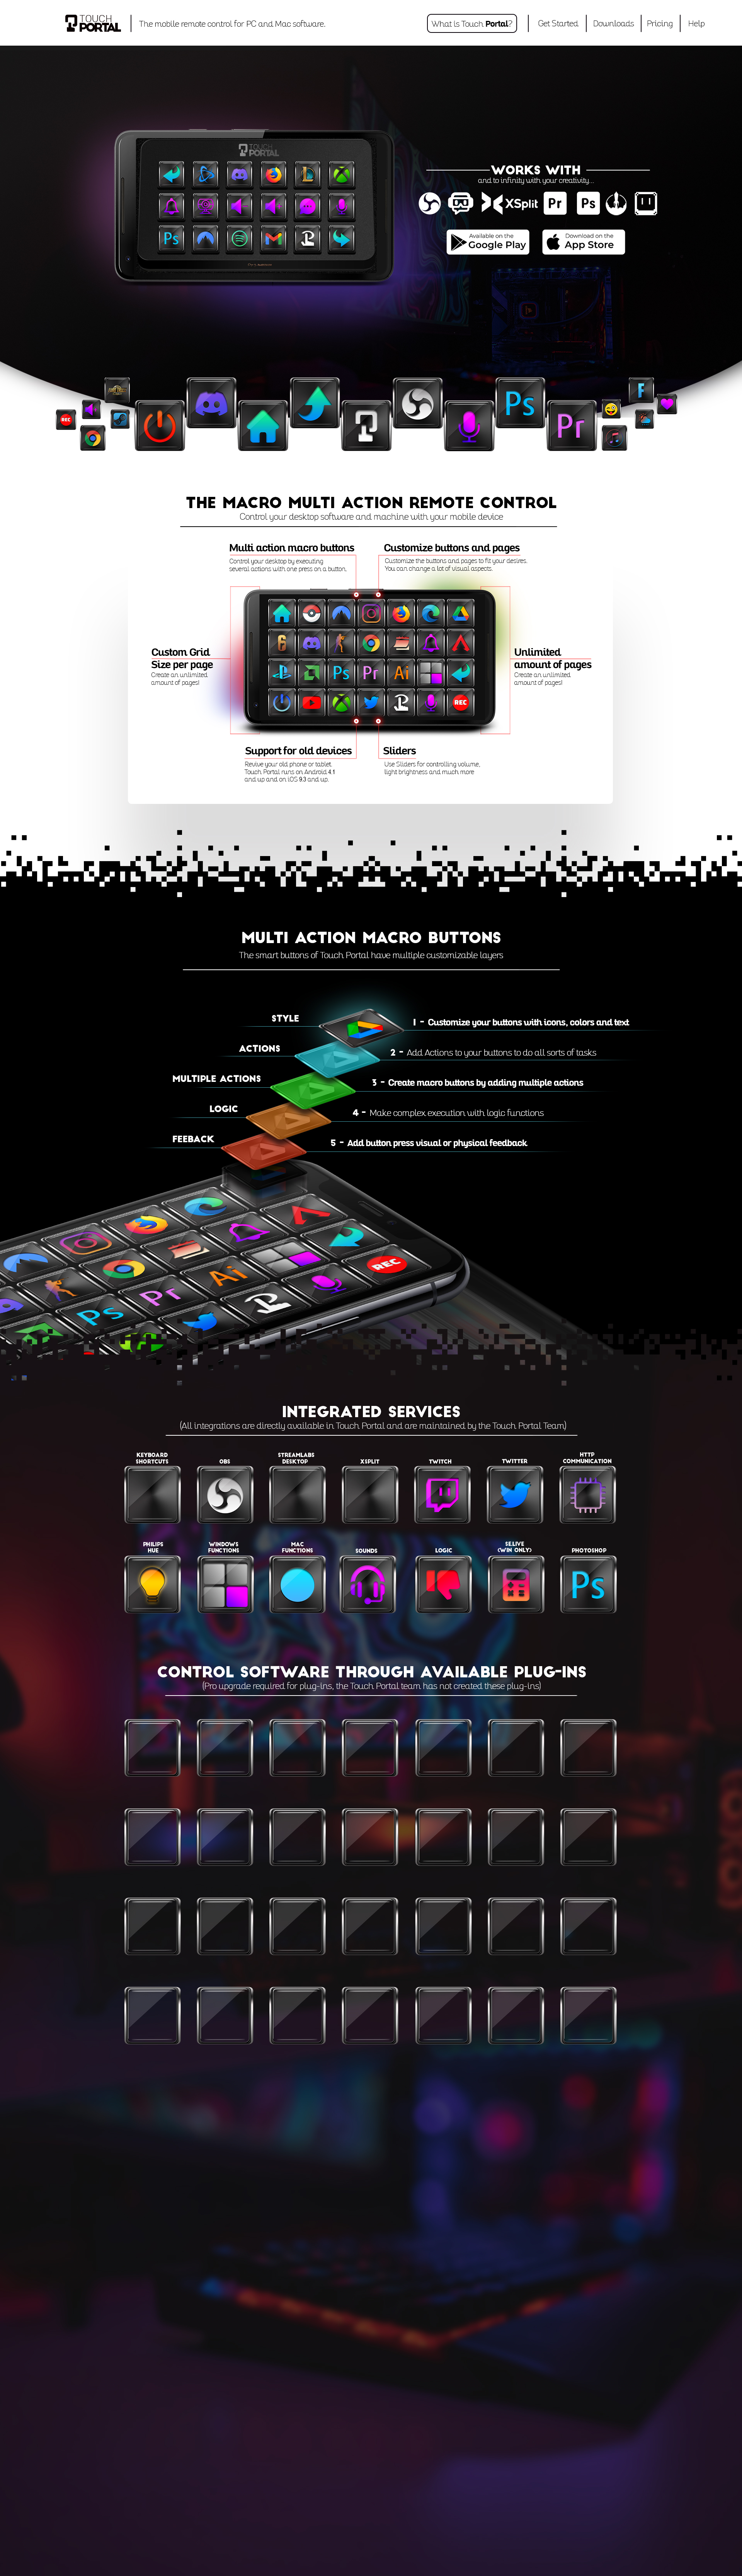 TOUCH
PORTAL
The mobile remote control for PC and Mac software.
What is Touch Portal?
Get Started
Downloads
Pricing
Help
TOUCH
PORTAL
Ps
WORKS WITH
and to infinity with your creativity...
XSplit
Pr
Ps
Available on the
Google Play
Download on the
App Store
REC
Ps
Pr
F
THE MACRO MULTI ACTION REMOTE CONTROL
Control your desktop software and machine with your mobile device
Multi action macro buttons
Control your desktop by executing
several actions with one press on a button.
Customize buttons and pages
Customize the buttons and pages to fit your desires.
You can change a lot of visual aspects.
Custom Grid
Size per page
Create an unlimited
amount of pages!
Unlimited
amount of pages
Create an unlimited
amount of pages!
6
Ps
Pr
Ai
REC
Support for old devices
Revive your old phone or tablet.
Touch Portal runs on Android 4.1
and up and on iOS 9.3 and up.
Sliders
Use Sliders for controlling volume,
light brightness and much more
MULTI ACTION MACRO BUTTONS
The smart buttons of Touch Portal have multiple customizable layers
STYLE
1 - Customize your buttons with icons, colors and text
ACTIONS
2 - Add Actions to your buttons to do all sorts of tasks
MULTIPLE ACTIONS
3 - Create macro buttons by adding multiple actions
LOGIC
4 - Make complex execution with logic functions
FEEBACK
5 - Add button press visual or physical feedback
Ps
Pr
Ai
REC
INTEGRATED SERVICES
(All integrations are directly available in Touch Portal and are maintained by the Touch Portal Team)
KEYBOARD
SHORTCUTS
OBS
STREAMLABS
DESKTOP
XSPLIT
TWITCH
TWITTER
HTTP
COMMUNICATION
PHILIPS
HUE
WINDOWS
FUNCTIONS
MAC
FUNCTIONS
SOUNDS
LOGIC
SE.LIVE
(WIN ONLY)
PHOTOSHOP
Ps
CONTROL SOFTWARE THROUGH AVAILABLE PLUG-INS
(Pro upgrade required for plug-ins, the Touch Portal team has not created these plug-ins)